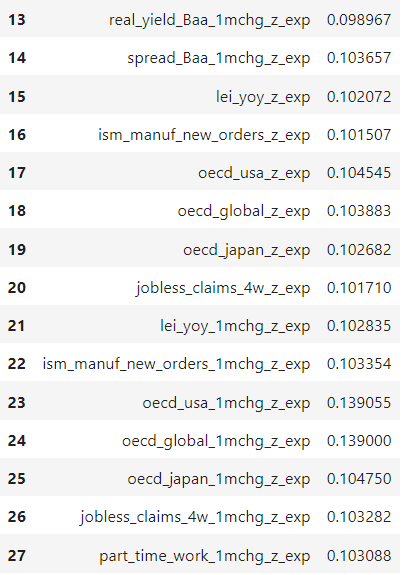 13 real_yield_Baa_1mchg_z_exp 0.098967
14 spread_Baa_1mchg_z_exp 0.103657
15 lei_yoy_z_exp 0.102072
16 ism_manuf_new_orders_z_exp 0.101507
17 oecd_usa_z_exp 0.104545
18 oecd_global_z_exp 0.103883
19 oecd_japan_z_exp 0.102682
20 jobless_claims_4w_z_exp 0.101710
21 lei_yoy_1mchg_z_exp 0.102835
22 ism_manuf_new_orders_1mchg_z_exp 0.103354
23 oecd_usa_1mchg_z_exp 0.139055
24 oecd_global_1mchg_z_exp 0.139000
25 oecd_japan_1mchg_z_exp 0.104750
26 jobless_claims_4w_1mchg_z_exp 0.103282
27 part_time_work_1mchg_z_exp 0.103088